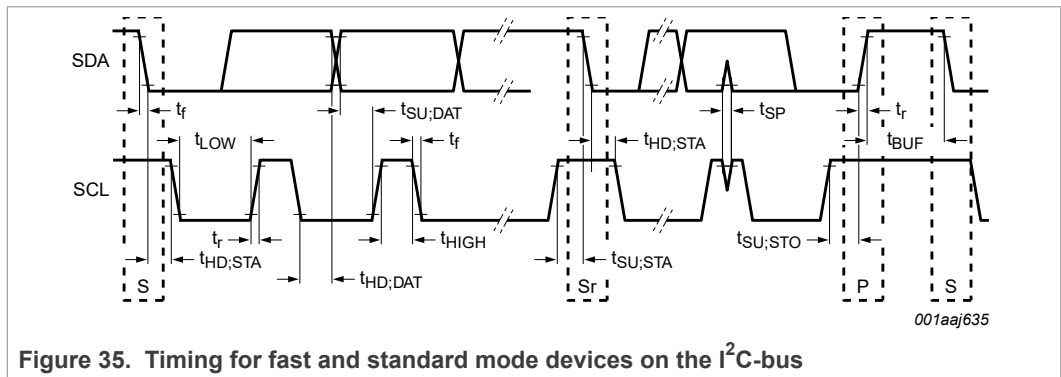 SDA
t_f
t_SU;DAT
t_SP
t_r
t_LOW
t_f
t_HD;STA
t_BUF
SCL
t_r
t_HIGH
t_SU;STO
t_HD;STA
t_HD;DAT
t_SU;STA
S
Sr
P
S
001aaj635
Figure 35. Timing for fast and standard mode devices on the I²C-bus